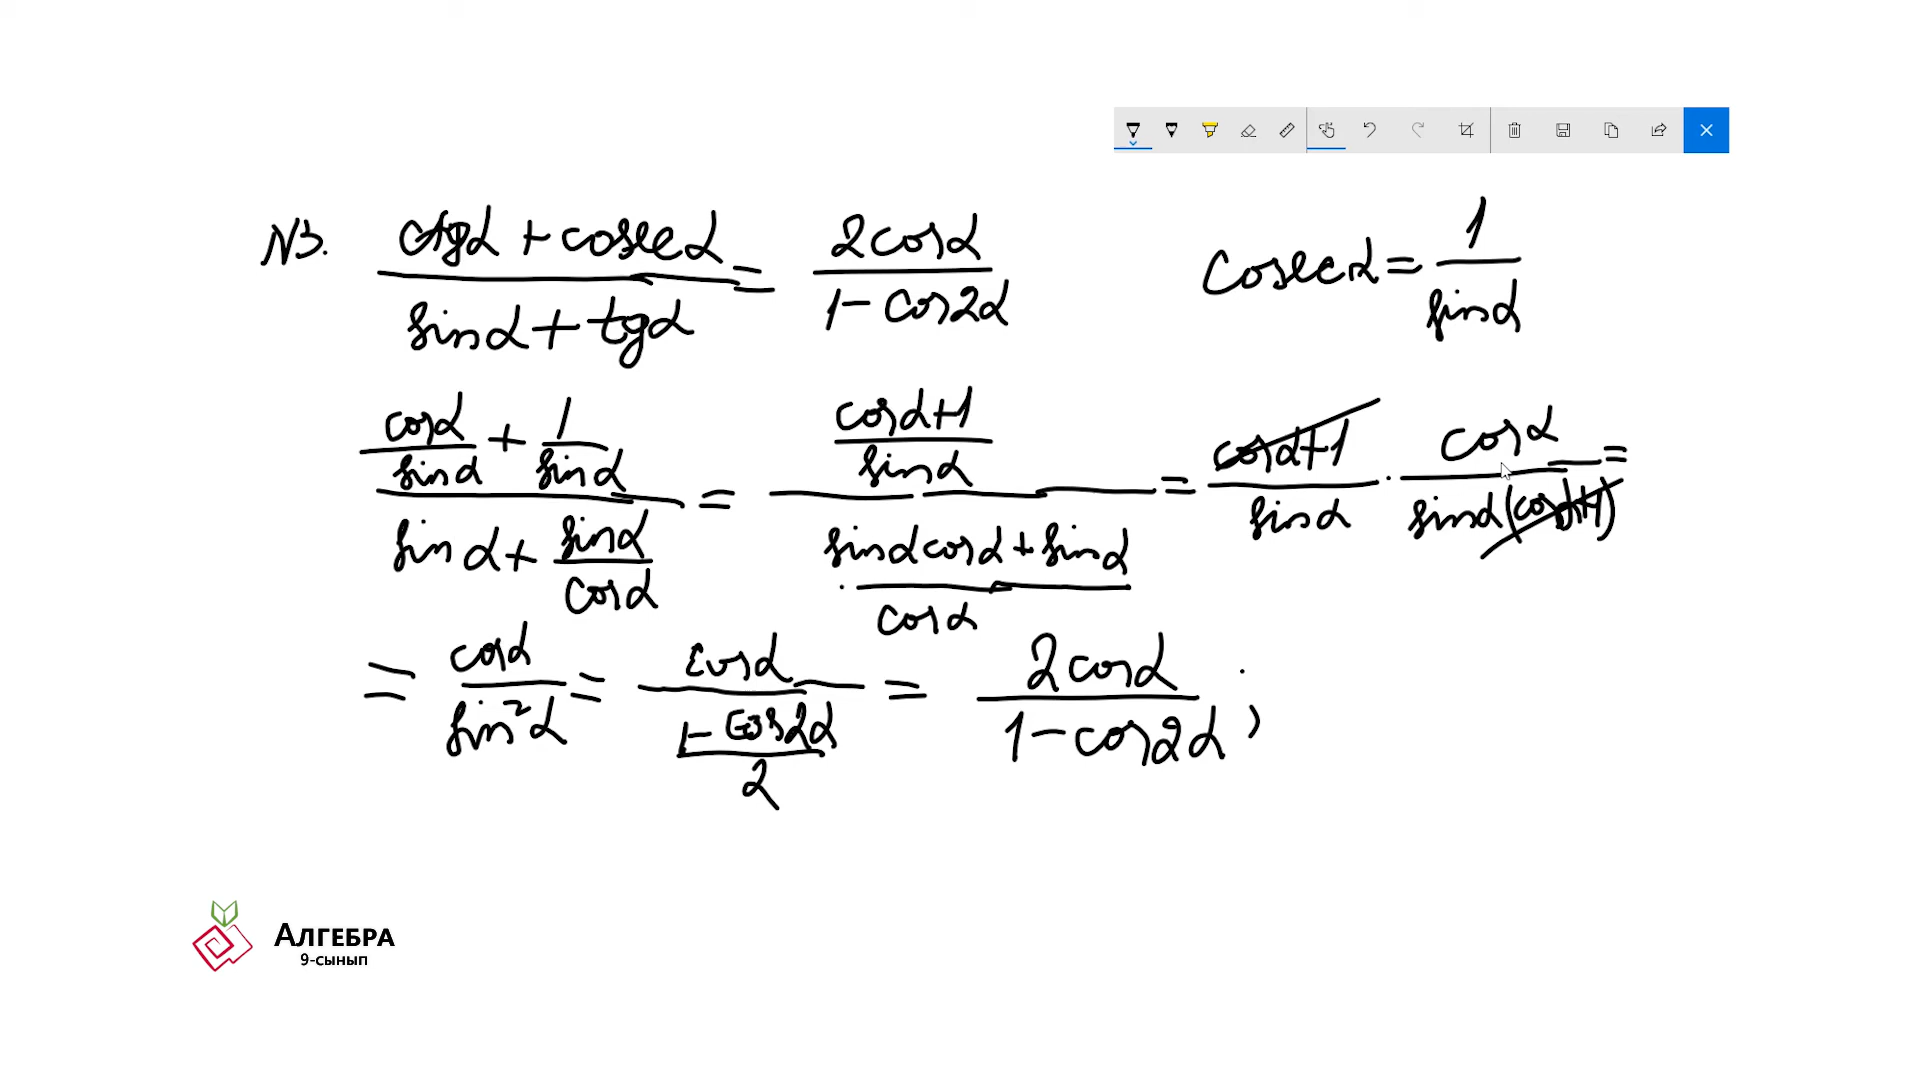 N3. (ctgα + cosecα)/(sinα + tgα) = 2cosα/(1 - cos2α)    cosecα = 1/sinα
(cosα/sinα + 1/sinα)/(sinα + sinα/cosα) = ((cosα+1)/sinα)/((sinαcosα + sinα)/cosα) = (cosα+1)/sinα · cosα/(sinα(cosα+1)) =
= cosα/sin²α = cosα/((1 - cos2α)/2) = 2cosα/(1 - cos2α) ;
АЛГЕБРА
9-сынып